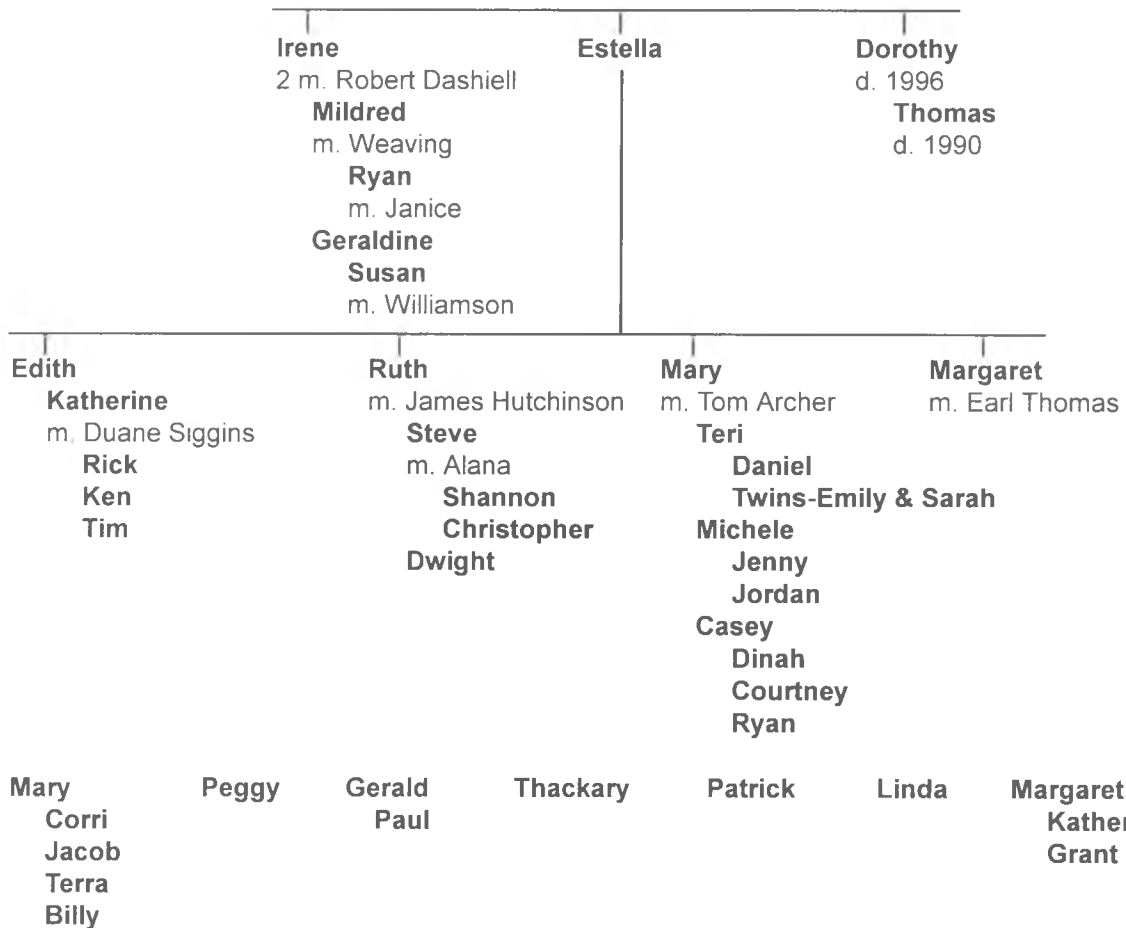 Irene
2 m. Robert Dashiell
Mildred
m. Weaving
Ryan
m. Janice
Geraldine
Susan
m. Williamson
Estella
Dorothy
d. 1996
Thomas
d. 1990
Edith
Katherine
m. Duane Siggins
Rick
Ken
Tim
Ruth
m. James Hutchinson
Steve
m. Alana
Shannon
Christopher
Dwight
Mary
m. Tom Archer
Teri
Daniel
Twins-Emily & Sarah
Michele
Jenny
Jordan
Casey
Dinah
Courtney
Ryan
Margaret
m. Earl Thomas
Mary
Corri
Jacob
Terra
Billy
Peggy
Gerald
Paul
Thackary
Patrick
Linda
Margaret
Grant